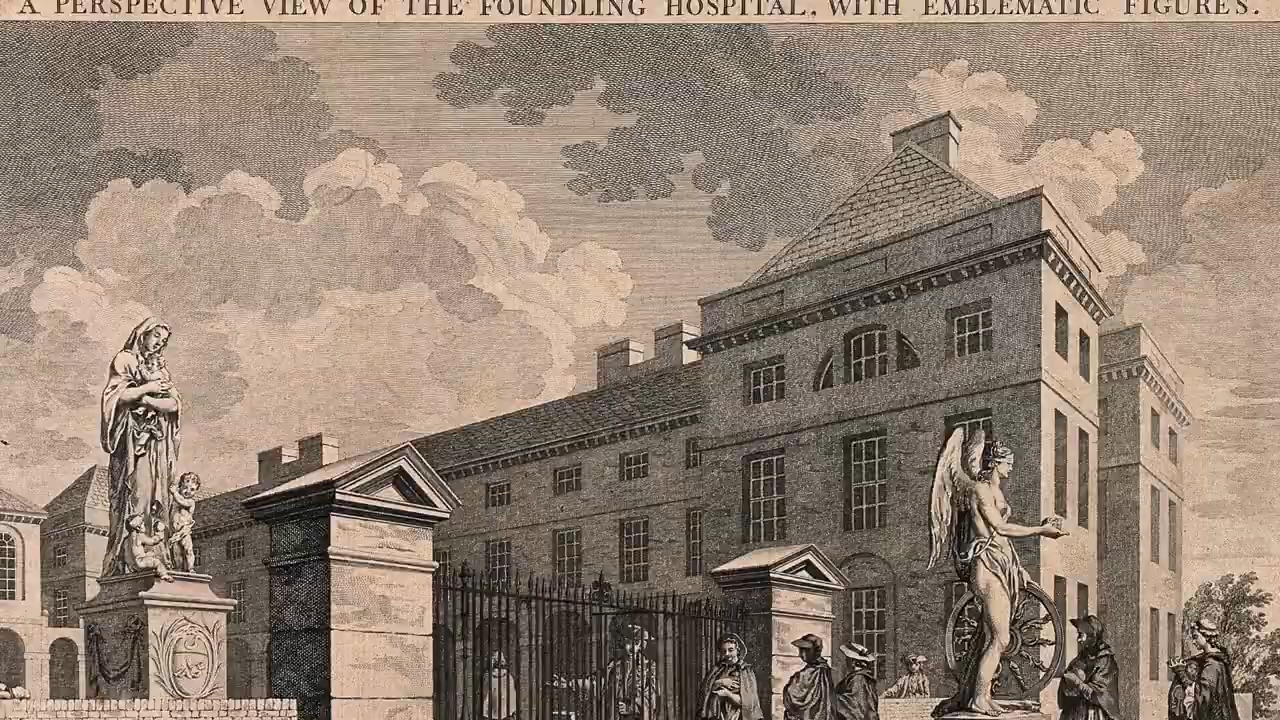 A PERSPECTIVE VIEW OF THE FOUNDLING HOSPITAL, WITH EMBLEMATIC FIGURES.